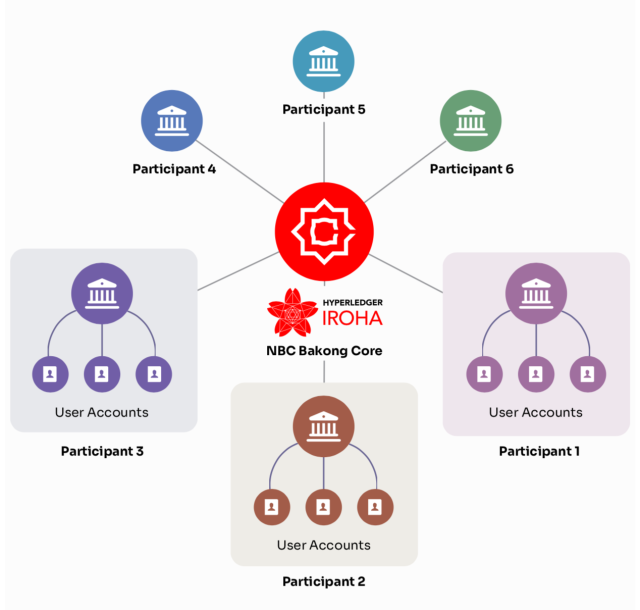 Participant 5
Participant 4
Participant 6
HYPERLEDGER
IROHA
NBC Bakong Core
User Accounts
Participant 3
User Accounts
Participant 1
User Accounts
Participant 2